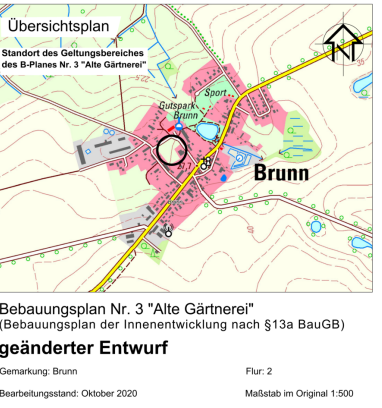 Übersichtsplan
Standort des Geltungsbereiches
des B-Planes Nr. 3 "Alte Gärtnerei"
N
Sport
Gutspark
Brunn
Brunn
Bebauungsplan Nr. 3 "Alte Gärtnerei"
(Bebauungsplan der Innenentwicklung nach §13a BauGB)
geänderter Entwurf
Gemarkung: Brunn
Flur: 2
Bearbeitungsstand: Oktober 2020
Maßstab im Original 1:500